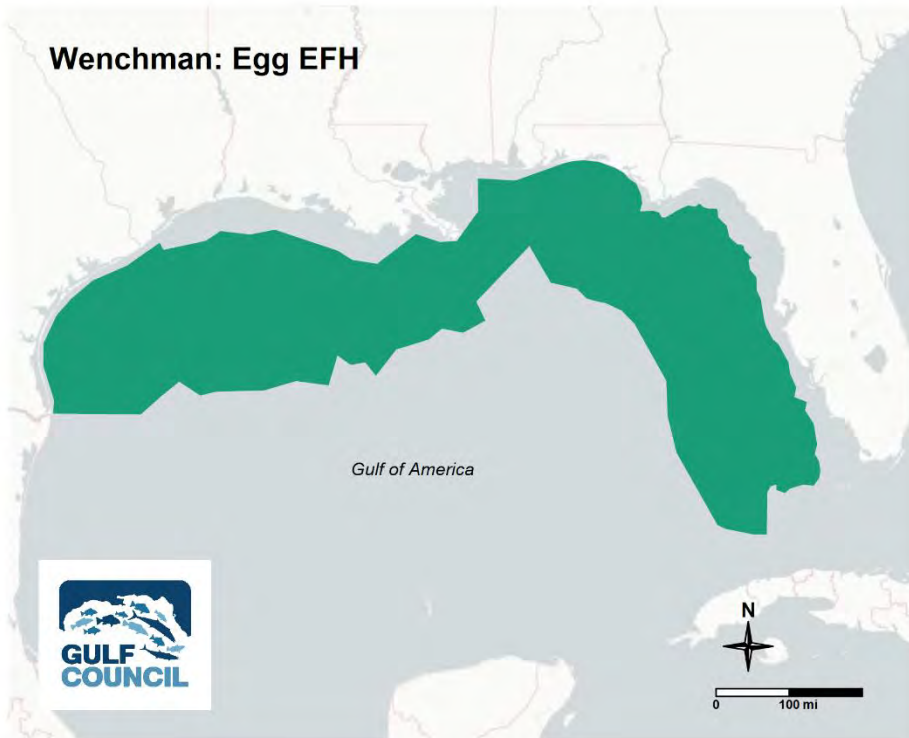 Wenchman: Egg EFH
Gulf of America
GULF
COUNCIL
N
0 100 mi